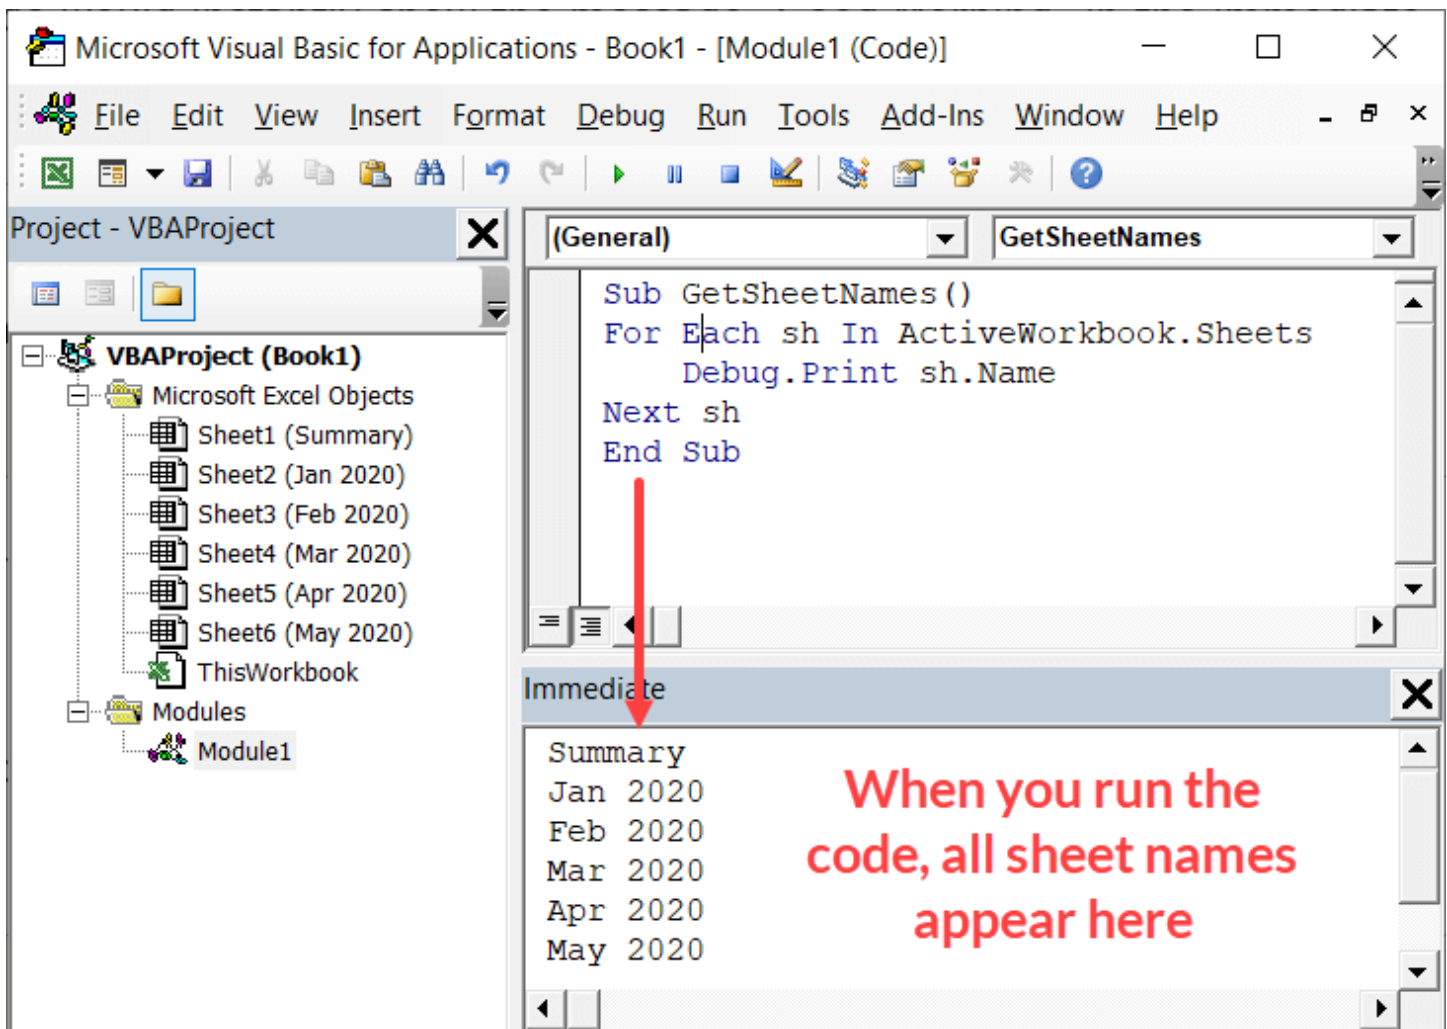 Microsoft Visual Basic for Applications - Book1 - [Module1 (Code)]
File Edit View Insert Format Debug Run Tools Add-Ins Window Help
Project - VBAProject
VBAProject (Book1)
Microsoft Excel Objects
Sheet1 (Summary)
Sheet2 (Jan 2020)
Sheet3 (Feb 2020)
Sheet4 (Mar 2020)
Sheet5 (Apr 2020)
Sheet6 (May 2020)
ThisWorkbook
Modules
Module1
(General) GetSheetNames
Sub GetSheetNames()
For Each sh In ActiveWorkbook.Sheets
Debug.Print sh.Name
Next sh
End Sub
Immediate
Summary
Jan 2020
Feb 2020
Mar 2020
Apr 2020
May 2020
When you run the
code, all sheet names
appear here